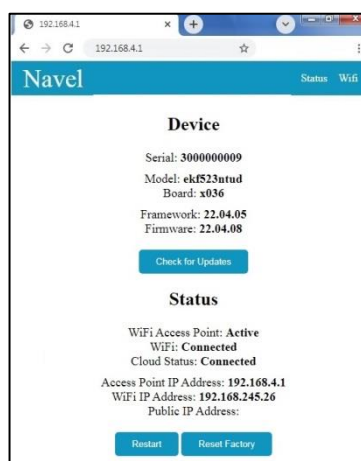 192.168.4.1
192.168.4.1
Navel
Status Wifi
Device
Serial: 3000000009
Model: ekf523ntud
Board: x036
Framework: 22.04.05
Firmware: 22.04.08
Check for Updates
Status
WiFi Access Point: Active
WiFi: Connected
Cloud Status: Connected
Access Point IP Address: 192.168.4.1
WiFi IP Address: 192.168.245.26
Public IP Address:
Restart Reset Factory